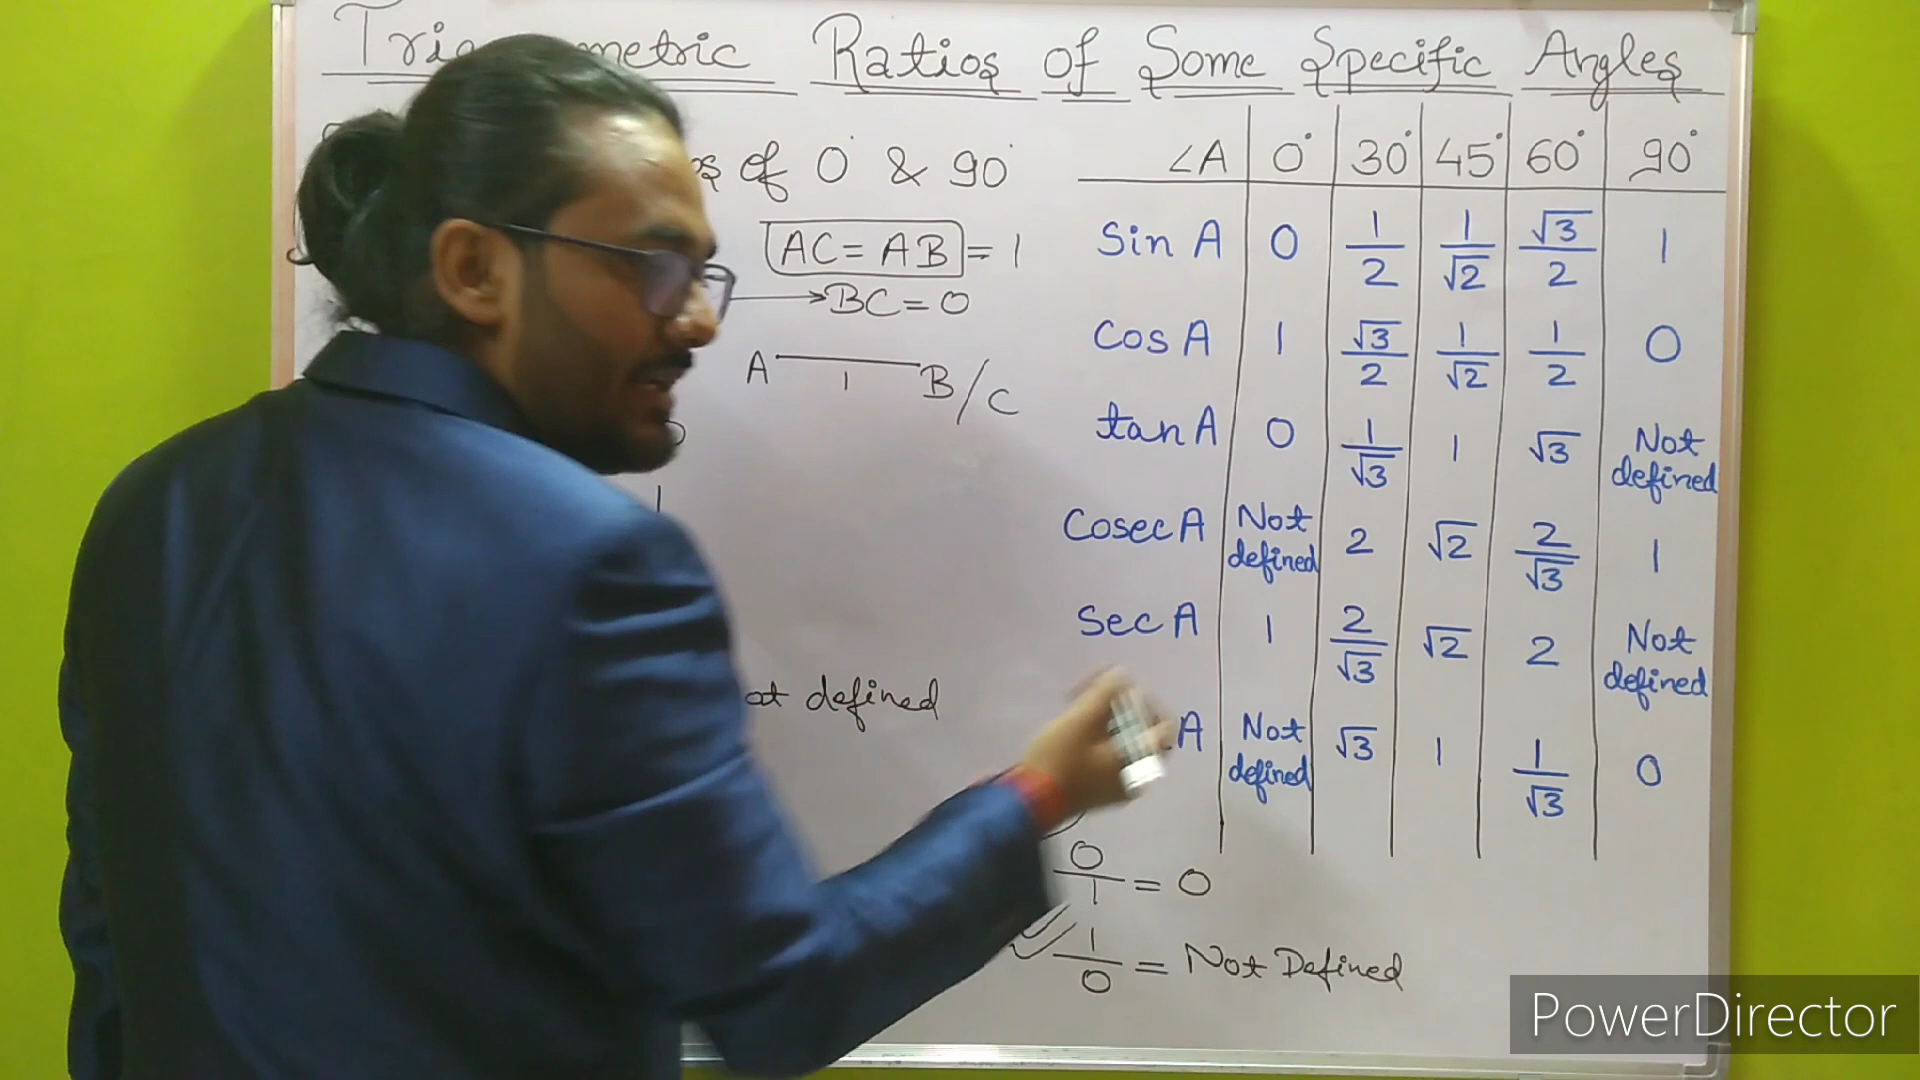 Ratios of Some Specific Angles
of 0° & 90°
AC = AB = 1
BC = 0
A 1 B/C
defined
∠A 0° 30° 45° 60° 90°
Sin A 0 1/2 1/√2 √3/2 1
Cos A 1 √3/2 1/√2 1/2 0
tan A 0 1/√3 1 √3 Not defined
Cosec A Not defined 2 √2 2/√3 1
Sec A 1 2/√3 √2 2 Not defined
A Not defined √3 1 1/√3 0
0/1 = 0
1/0 = Not Defined
PowerDirector